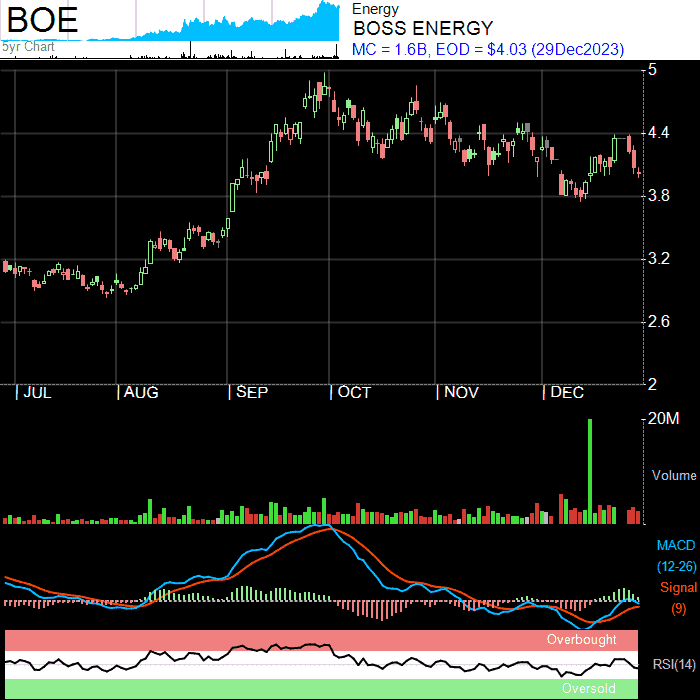 BOE
5yr Chart
Energy
BOSS ENERGY
MC = 1.6B, EOD = $4.03 (29Dec2023)
5
4.4
3.8
3.2
2.6
2
JUL AUG SEP OCT NOV DEC
20M
Volume
MACD
(12-26)
Signal
(9)
Overbought
RSI(14)
Oversold